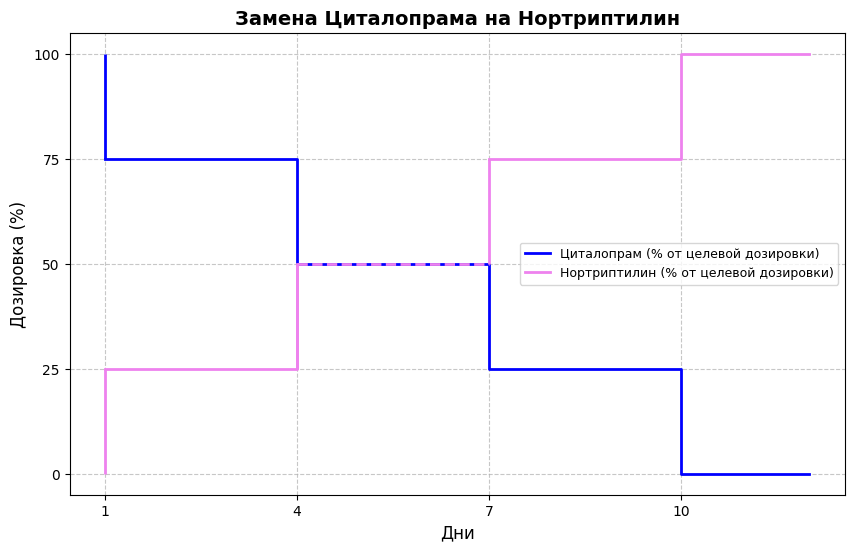 Замена Циталопрама на Нортриптилин
Дозировка (%)
100
75
50
25
0
Циталопрам (% от целевой дозировки)
Нортриптилин (% от целевой дозировки)
1
4
7
10
Дни